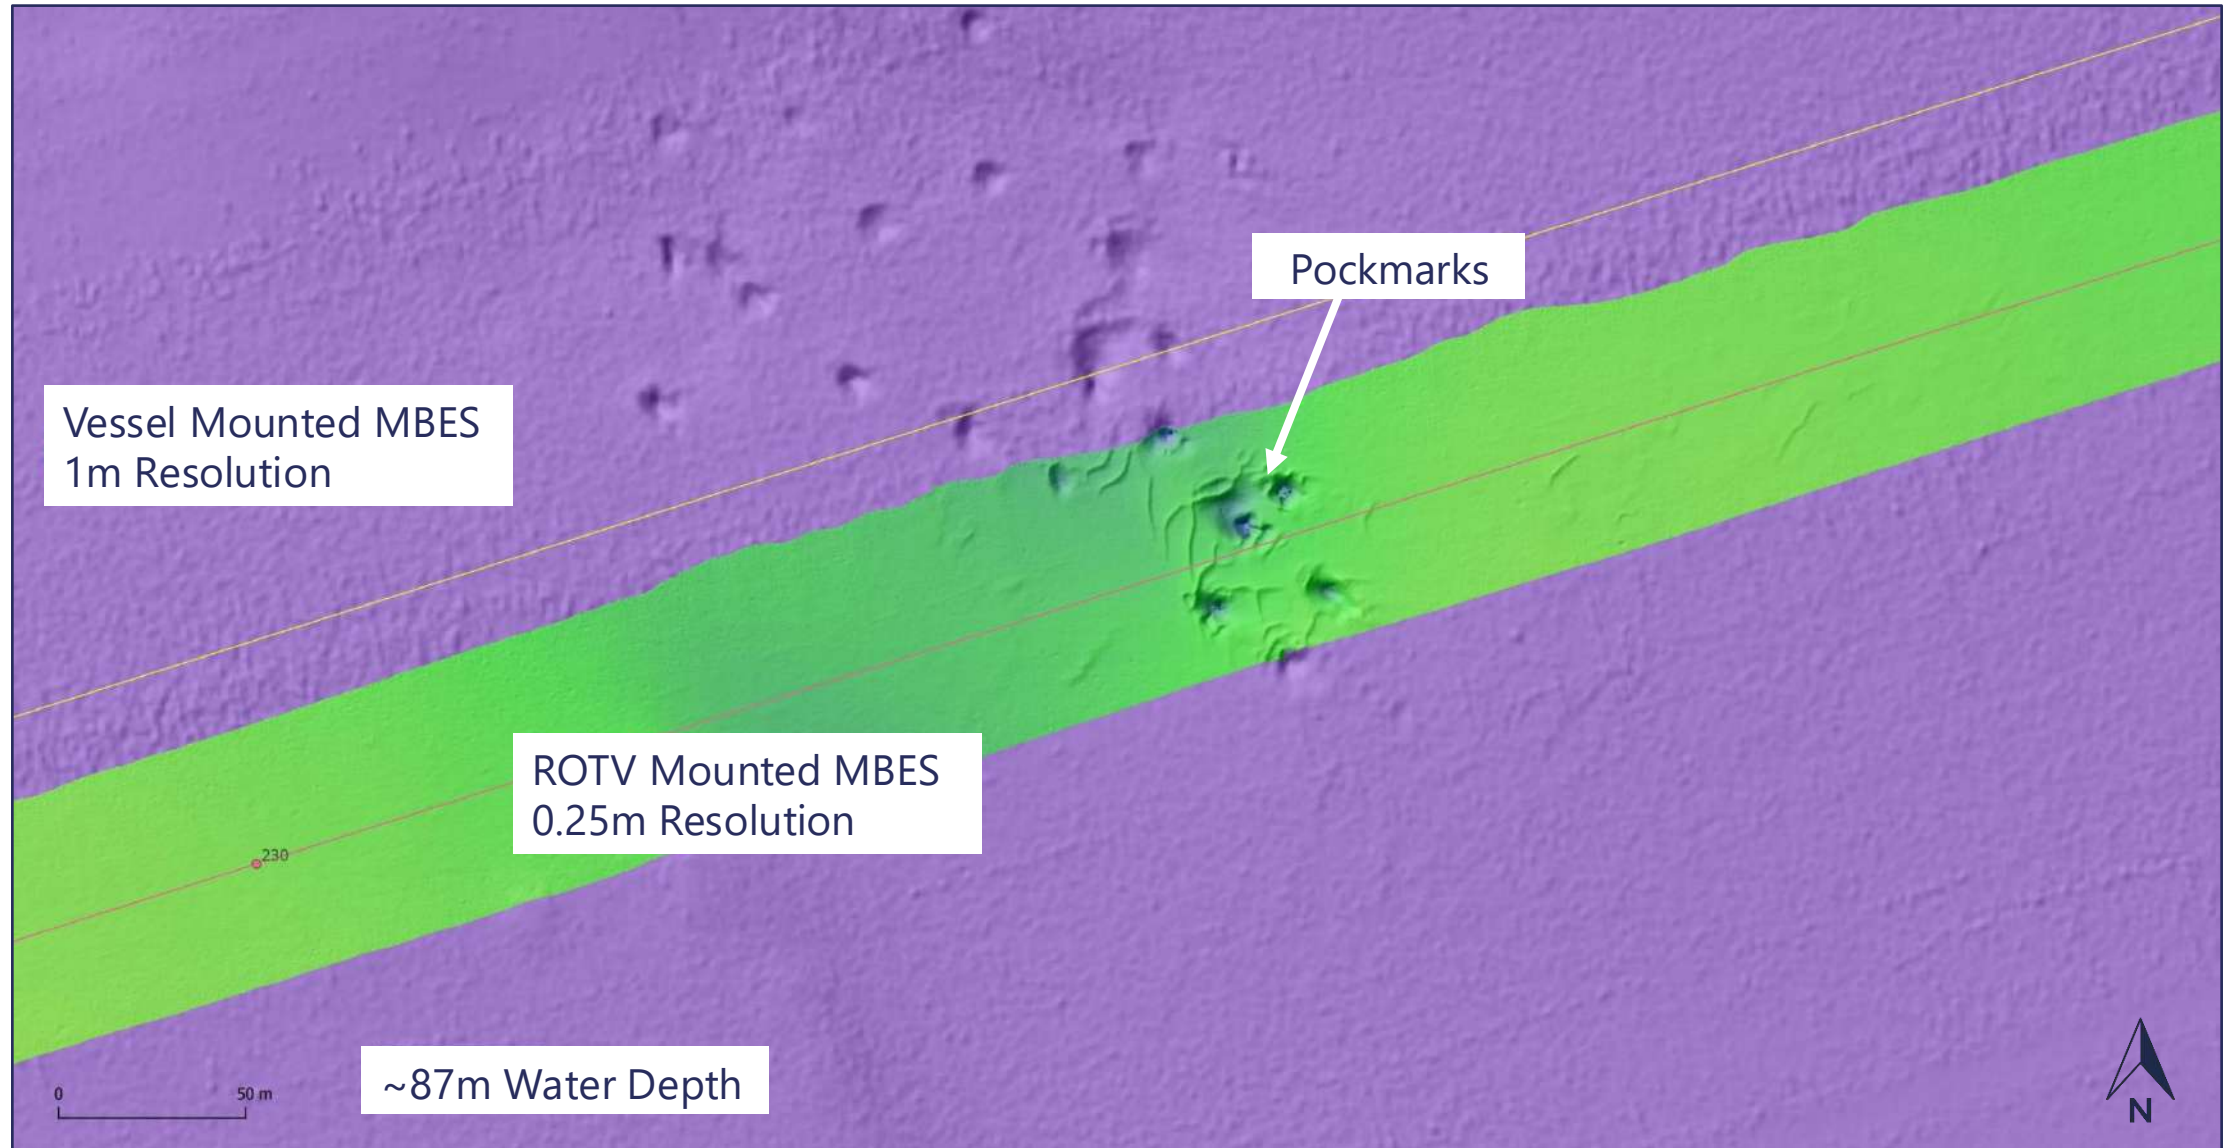 Pockmarks
Vessel Mounted MBES
1m Resolution
ROTV Mounted MBES
0.25m Resolution
230
~87m Water Depth
0
50 m
N